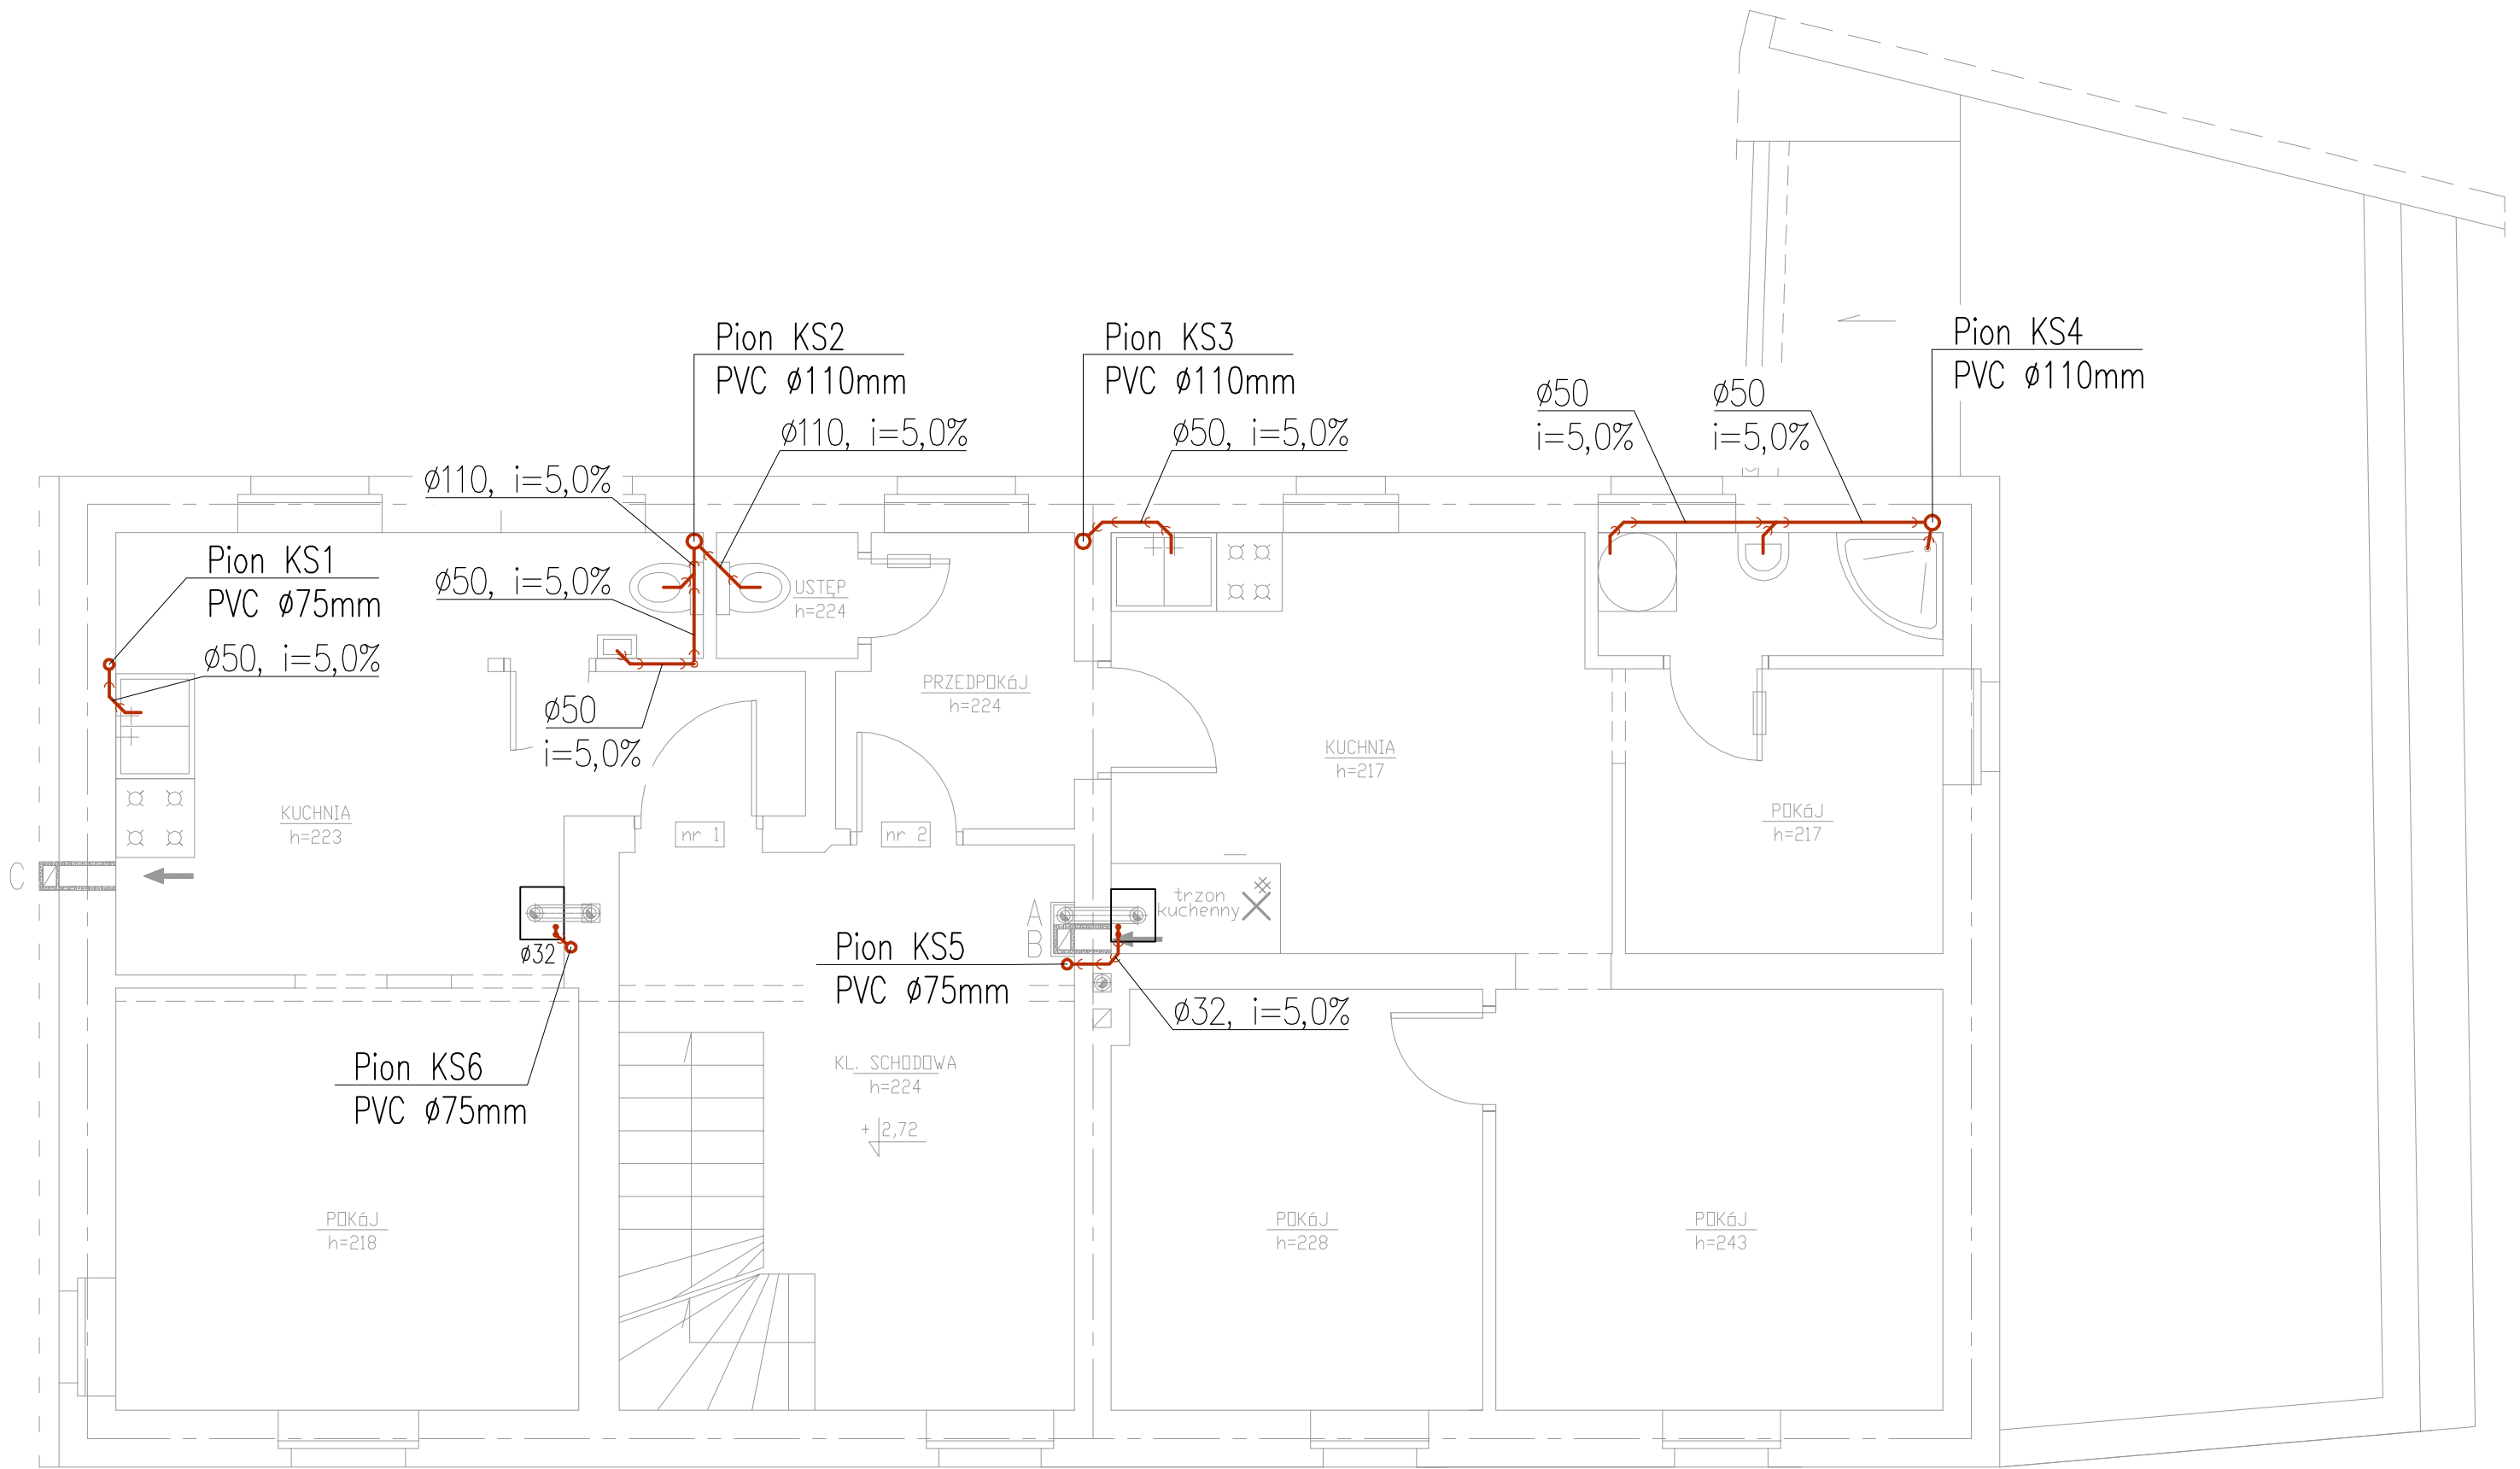 Pion KS2
PVC ø110mm
Pion KS3
PVC ø110mm
Pion KS4
PVC ø110mm
ø110, i=5,0%
ø50, i=5,0%
ø50
i=5,0%
ø50
i=5,0%
ø110, i=5,0%
Pion KS1
PVC ø75mm
ø50, i=5,0%
USTĘP
h=224
ø50, i=5,0%
ø50
i=5,0%
PRZEDPOKÓJ
h=224
KUCHNIA
h=217
POKÓJ
h=217
KUCHNIA
h=223
nr 1
nr 2
C
trzon
kuchenny
A
B
ø32
Pion KS5
PVC ø75mm
ø32, i=5,0%
Pion KS6
PVC ø75mm
KL. SCHODOWA
h=224
+2,72
POKÓJ
h=218
POKÓJ
h=228
POKÓJ
h=243